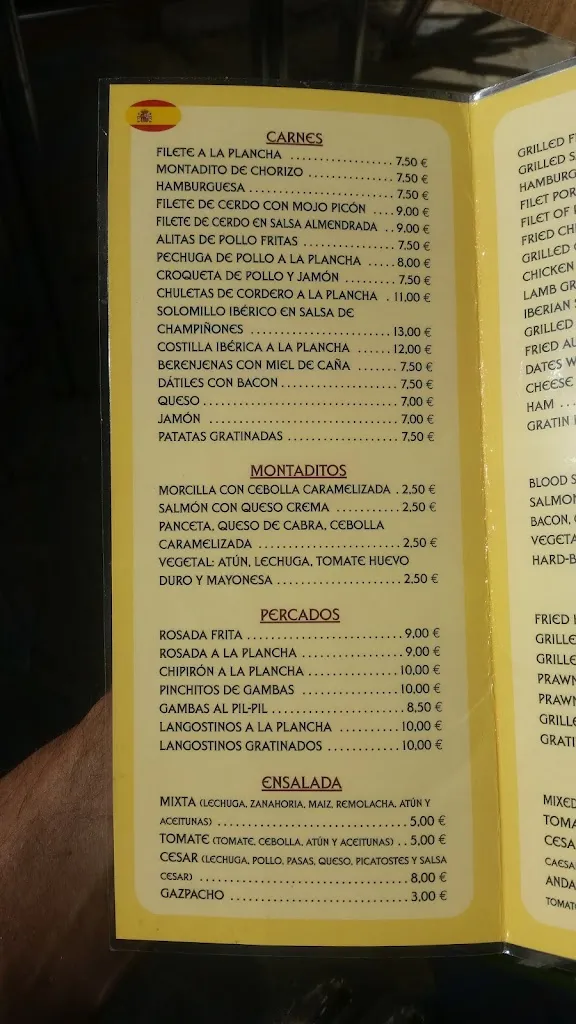 CARNES
FILETE A LA PLANCHA .................... 7,50 €
MONTADITO DE CHORIZO ................. 7,50 €
HAMBURGUESA ............................. 7,50 €
FILETE DE CERDO CON MOJO PICÓN .... 9,00 €
FILETE DE CERDO EN SALSA ALMENDRADA .. 9,00 €
ALITAS DE POLLO FRITAS .................. 7,50 €
PECHUGA DE POLLO A LA PLANCHA ..... 8,00 €
CROQUETA DE POLLO Y JAMÓN .......... 7,50 €
CHULETAS DE CORDERO A LA PLANCHA . 11,00 €
SOLOMILLO IBÉRICO EN SALSA DE
CHAMPIÑONES ........................... 13,00 €
COSTILLA IBÉRICA A LA PLANCHA ...... 12,00 €
BERENJENAS CON MIEL DE CAÑA ....... 7,50 €
DÁTILES CON BACON ..................... 7,50 €
QUESO .................................... 7,00 €
JAMÓN .................................... 7,00 €
PATATAS GRATINADAS .................... 7,50 €
MONTADITOS
MORCILLA CON CEBOLLA CARAMELIZADA . 2,50 €
SALMÓN CON QUESO CREMA ............ 2,50 €
PANCETA, QUESO DE CABRA, CEBOLLA
CARAMELIZADA ........................... 2,50 €
VEGETAL: ATÚN, LECHUGA, TOMATE HUEVO
DURO Y MAYONESA ....................... 2,50 €
PERCADOS
ROSADA FRITA ............................ 9,00 €
ROSADA A LA PLANCHA ................... 9,00 €
CHIPIRÓN A LA PLANCHA ................. 10,00 €
PINCHITOS DE GAMBAS ................... 10,00 €
GAMBAS AL PIL-PIL ........................ 8,50 €
LANGOSTINOS A LA PLANCHA ........... 10,00 €
LANGOSTINOS GRATINADOS .............. 10,00 €
ENSALADA
MIXTA (LECHUGA, ZANAHORIA, MAIZ, REMOLACHA, ATÚN Y
ACEITUNAS) ................................ 5,00 €
TOMATE (TOMATE, CEBOLLA, ATÚN Y ACEITUNAS) .. 5,00 €
CESAR (LECHUGA, POLLO, PASAS, QUESO, PICATOSTES Y SALSA
CESAR) .................................... 8,00 €
GAZPACHO ................................ 3,00 €
GRILLED
GRILLED
HAMBURG
FILET POR
FILET OF
FRIED
GRILLED
CHICKEN
LAMB GR
IBERIAN
GRILLED
FRIED
DATES
CHEESE
HAM ...
GRATIN
BLOOD
SALMON
BACON,
VEGETA
HARD-B
FRIED
GRILLE
GRILLE
PRAWN
PRAWN
GRILLE
GRATI
MIXED
TOMA
CESA
CAESA
ANDA
TOMATO